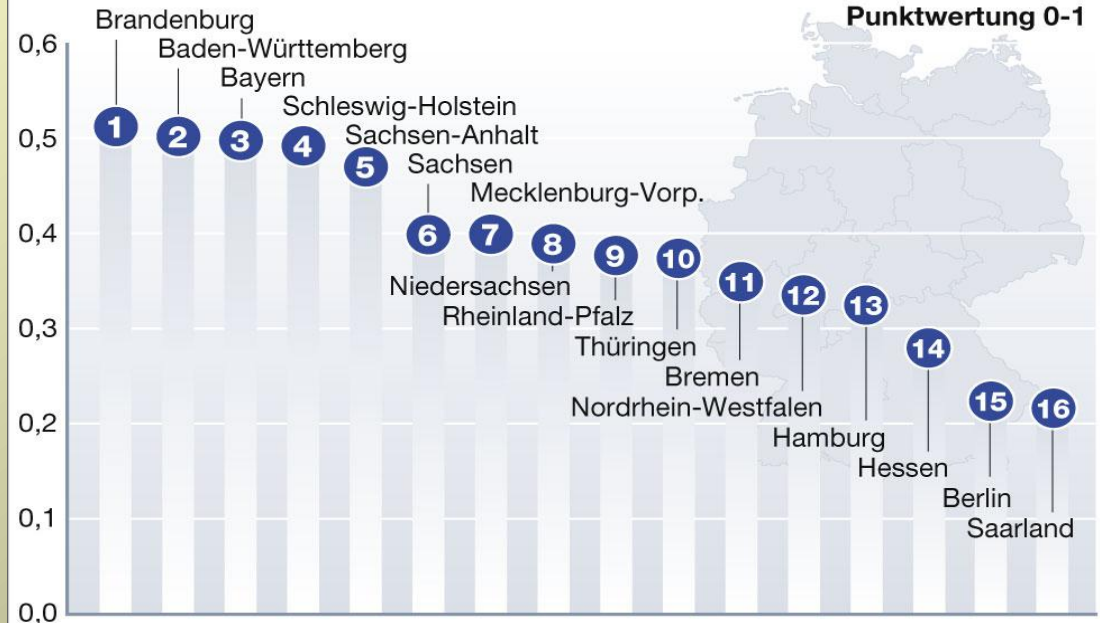 Punktwertung 0-1
Brandenburg
Baden-Württemberg
Bayern
Schleswig-Holstein
Sachsen-Anhalt
Sachsen
Mecklenburg-Vorp.
0,6
0,5
0,4
0,3
0,2
0,1
0,0
1
2
3
4
5
6
7
8
9
10
11
12
13
14
15
16
Niedersachsen
Rheinland-Pfalz
Thüringen
Bremen
Nordrhein-Westfalen
Hamburg
Hessen
Berlin
Saarland